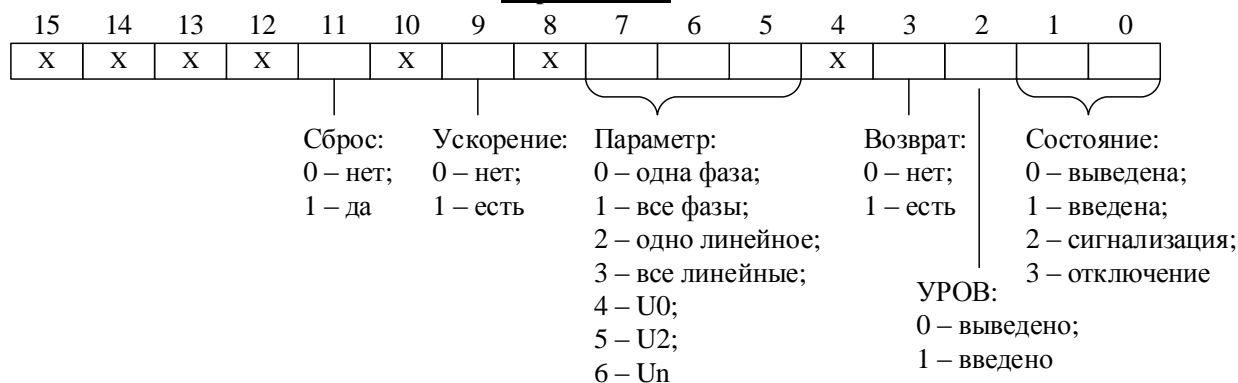 15 14 13 12 11 10 9 8 7 6 5 4 3 2 1 0
X X X X X X X
Сброс:
0 – нет;
1 – да
Ускорение:
0 – нет;
1 – есть
Параметр:
0 – одна фаза;
1 – все фазы;
2 – одно линейное;
3 – все линейные;
4 – U0;
5 – U2;
6 – Un
Возврат:
0 – нет;
1 – есть
УРОВ:
0 – выведено;
1 – введено
Состояние:
0 – выведена;
1 – введена;
2 – сигнализация;
3 – отключение